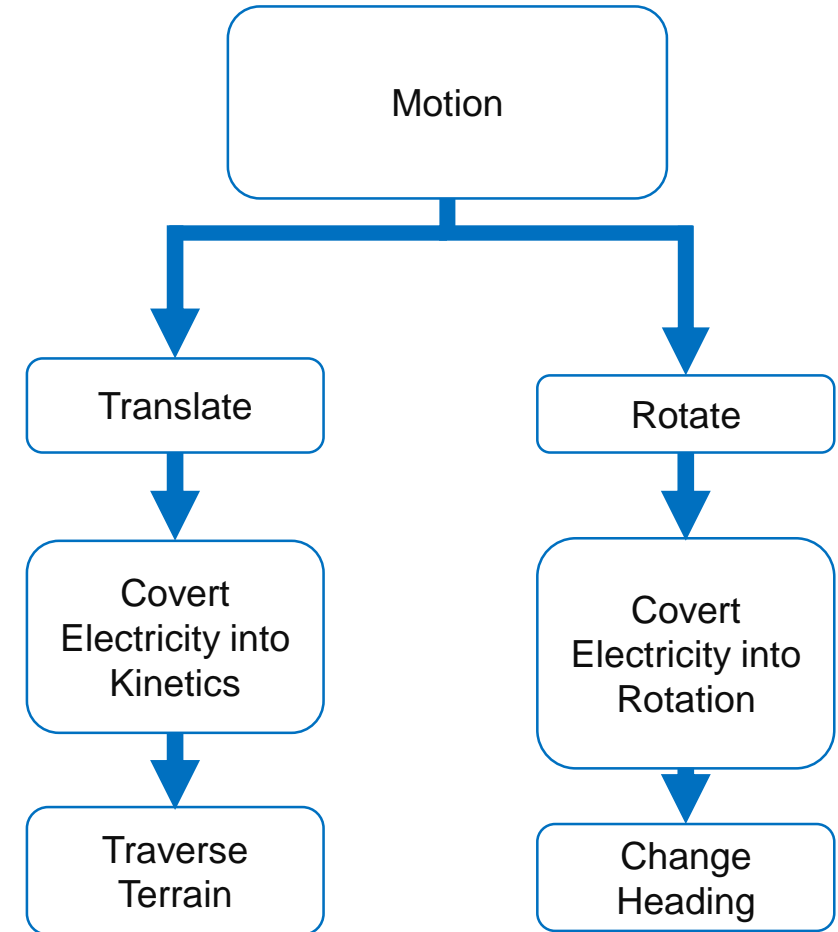 Motion
Translate
Rotate
Covert
Electricity into
Kinetics
Covert
Electricity into
Rotation
Traverse
Terrain
Change
Heading